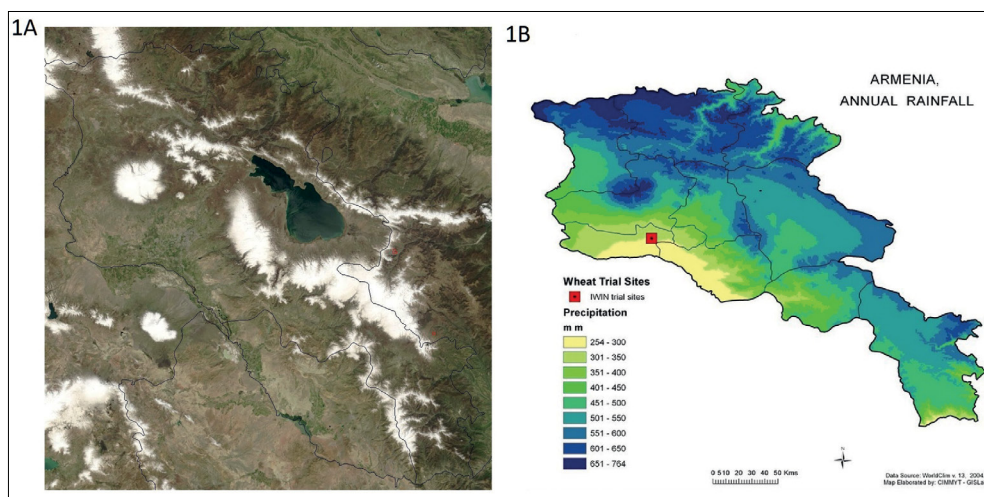 1A
1B
ARMENIA,
ANNUAL RAINFALL
Wheat Trial Sites
IWIN trial sites
Precipitation
m m
254 - 300
301 - 350
351 - 400
401 - 450
451 - 500
501 - 550
551 - 600
601 - 650
651 - 764
0 5 10 20 30 40 50 Kms
N
Data Source: WorldClim v. 13, 2004
Map Elaborated by: CIMMYT - GISLa